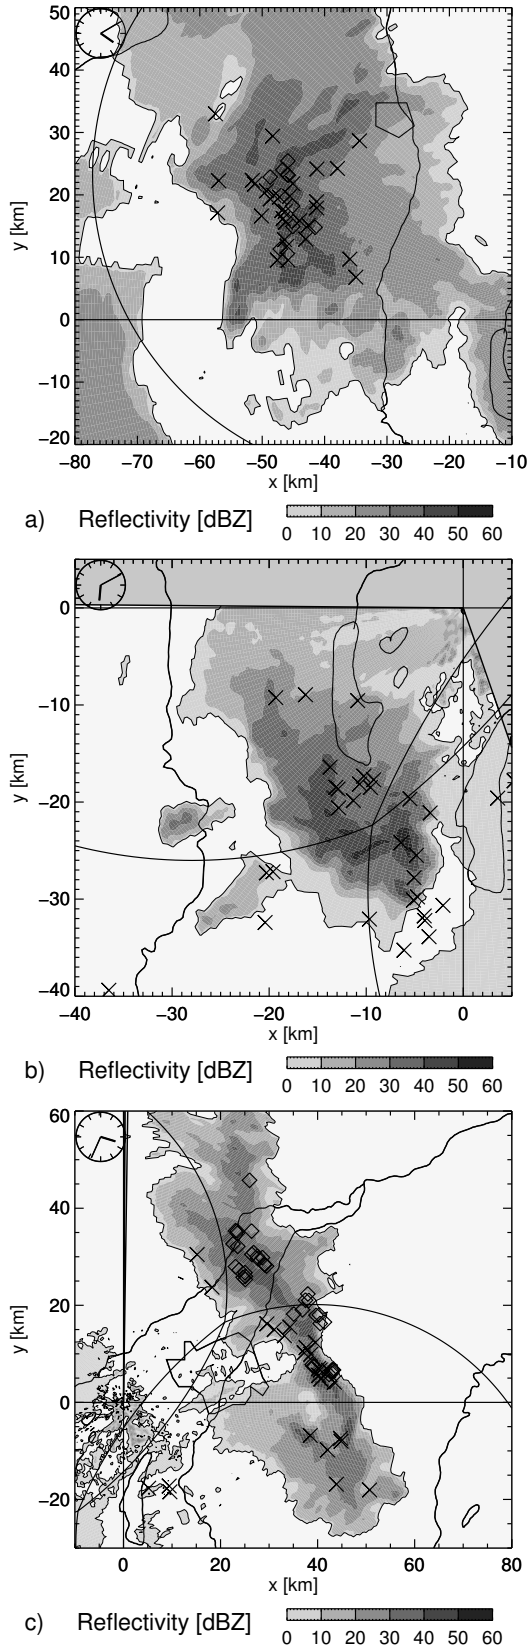 50
40
30
20
10
0
−10
−20
y [km]
−80 −70 −60 −50 −40 −30 −20 −10
x [km]
a) Reflectivity [dBZ]
0 10 20 30 40 50 60
0
−10
−20
−30
−40
y [km]
−40 −30 −20 −10 0
x [km]
b) Reflectivity [dBZ]
0 10 20 30 40 50 60
60
40
20
0
−20
y [km]
0 20 40 60 80
x [km]
c) Reflectivity [dBZ]
0 10 20 30 40 50 60